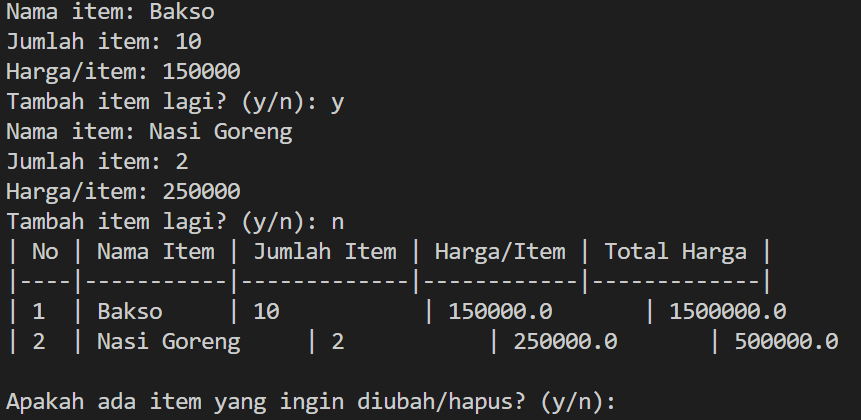 Nama item: Bakso
Jumlah item: 10
Harga/item: 150000
Tambah item lagi? (y/n): y
Nama item: Nasi Goreng
Jumlah item: 2
Harga/item: 250000
Tambah item lagi? (y/n): n
| No | Nama Item | Jumlah Item | Harga/Item | Total Harga |
|----|-----------|-------------|------------|-------------|
| 1  | Bakso     | 10           | 150000.0       | 1500000.0
| 2  | Nasi Goreng     | 2           | 250000.0       | 500000.0
Apakah ada item yang ingin diubah/hapus? (y/n):